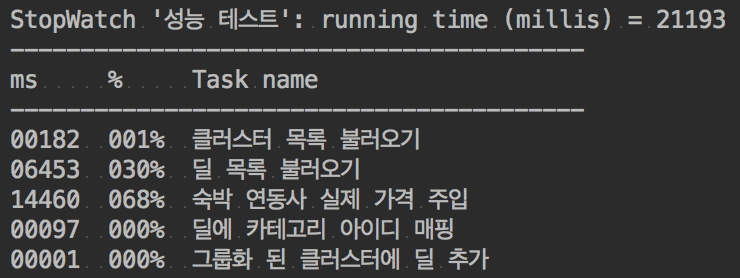 StopWatch '성능 테스트': running time (millis) = 21193
-----------------------------------------
ms     %     Task name
-----------------------------------------
00182  001%  클러스터 목록 불러오기
06453  030%  딜 목록 불러오기
14460  068%  숙박 연동사 실제 가격 주입
00097  000%  딜에 카테고리 아이디 매핑
00001  000%  그룹화 된 클러스터에 딜 추가